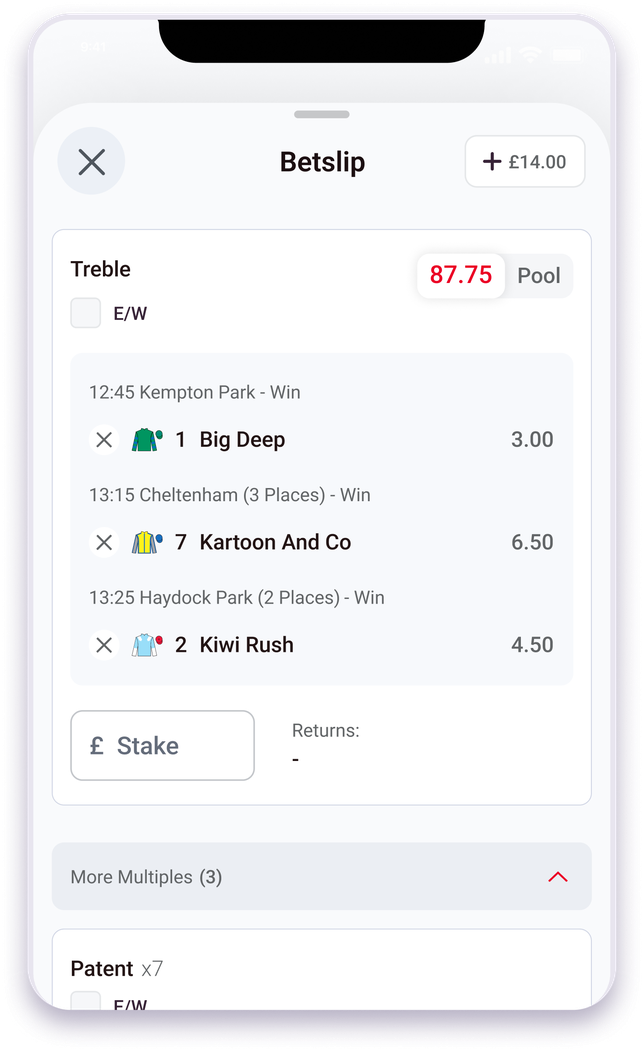 9:41
Betslip
+ £14.00
Treble
87.75 Pool
E/W
12:45 Kempton Park - Win
1 Big Deep 3.00
13:15 Cheltenham (3 Places) - Win
7 Kartoon And Co 6.50
13:25 Haydock Park (2 Places) - Win
2 Kiwi Rush 4.50
£ Stake
Returns:
-
More Multiples (3)
Patent x7
E/W